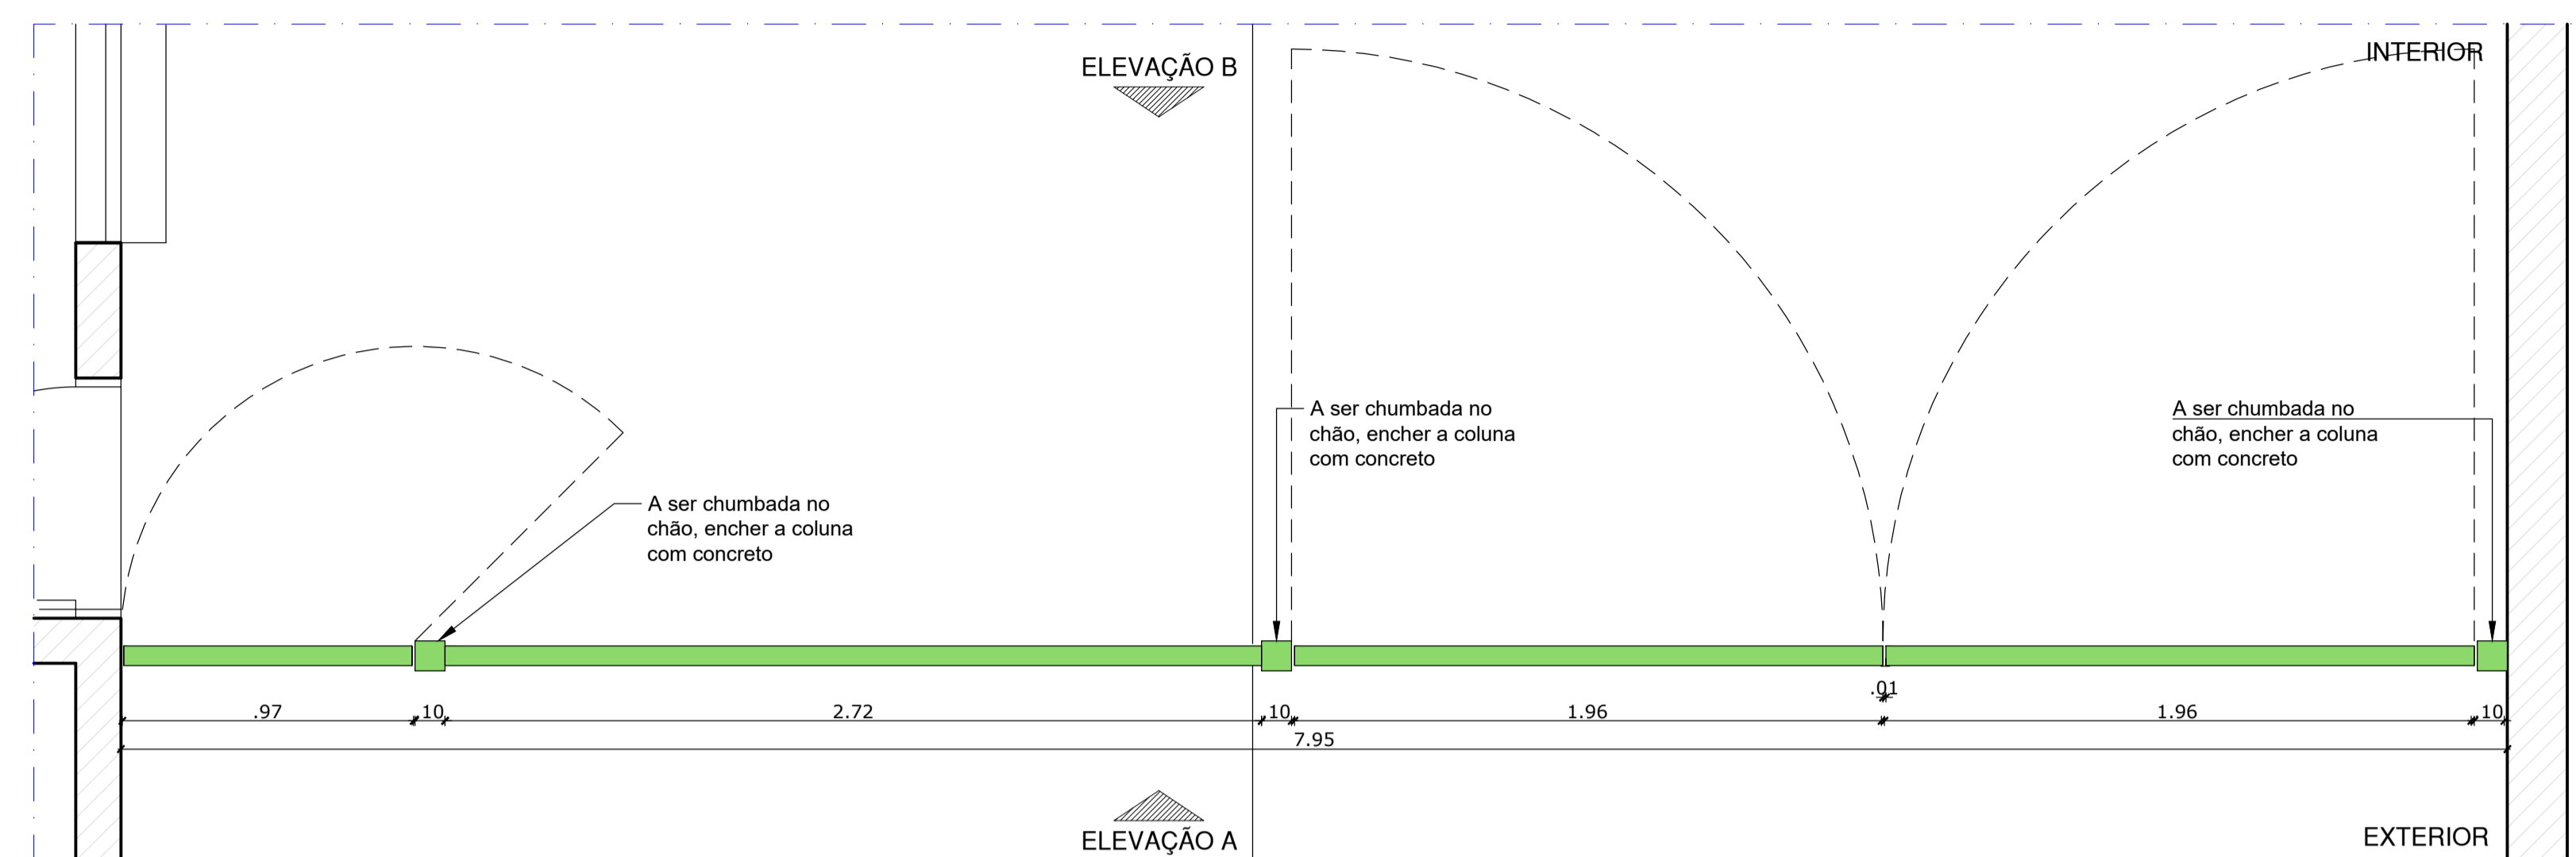 ELEVAÇÃO B
INTERIOR
A ser chumbada no
chão, encher a coluna
com concreto
A ser chumbada no
chão, encher a coluna
com concreto
A ser chumbada no
chão, encher a coluna
com concreto
.01
.97 .10 2.72 .10 1.96 1.96 .10
7.95
ELEVAÇÃO A
EXTERIOR